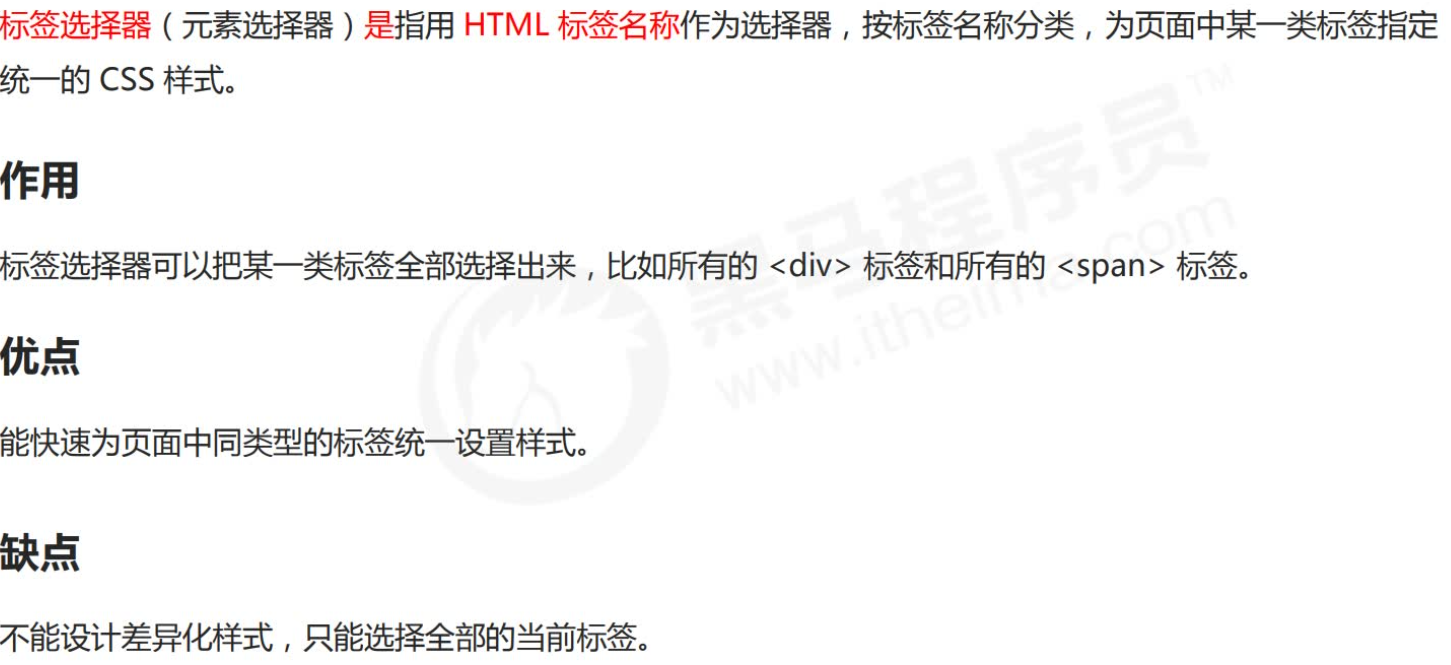 标签选择器（元素选择器）是指用 HTML 标签名称作为选择器，按标签名称分类，为页面中某一类标签指定
统一的 CSS 样式。
作用
标签选择器可以把某一类标签全部选择出来，比如所有的 <div> 标签和所有的 <span> 标签。
优点
能快速为页面中同类型的标签统一设置样式。
缺点
不能设计差异化样式，只能选择全部的当前标签。
黑马程序员™
www.itheima.com